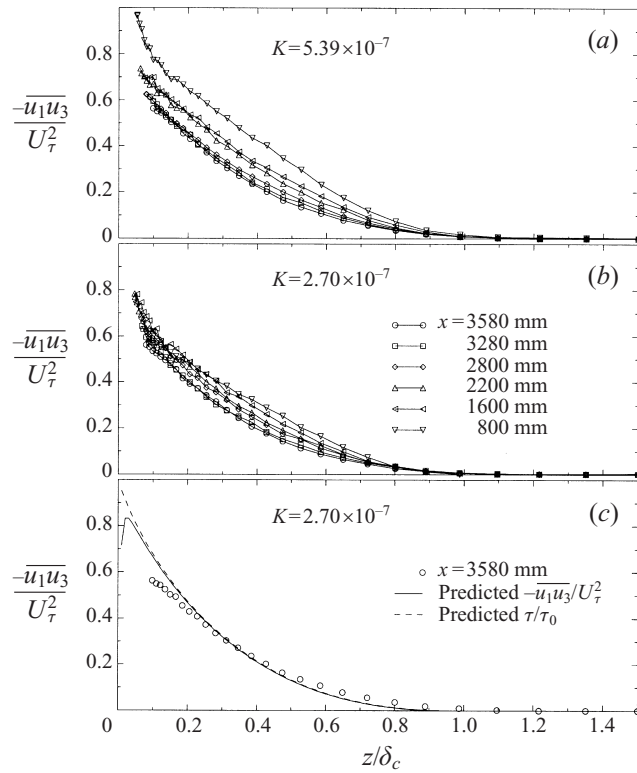 0.8
0.6
0.4
0.2
0
−u₁u₃
U_τ²
K = 5.39×10⁻⁷
(a)
0.8
0.6
0.4
0.2
0
−u₁u₃
U_τ²
K = 2.70×10⁻⁷
(b)
x = 3580 mm
3280 mm
2800 mm
2200 mm
1600 mm
800 mm
0.8
0.6
0.4
0.2
−u₁u₃
U_τ²
K = 2.70×10⁻⁷
(c)
x = 3580 mm
Predicted −u₁u₃/U_τ²
Predicted τ/τ₀
0 0.2 0.4 0.6 0.8 1.0 1.2 1.4
z/δ_c